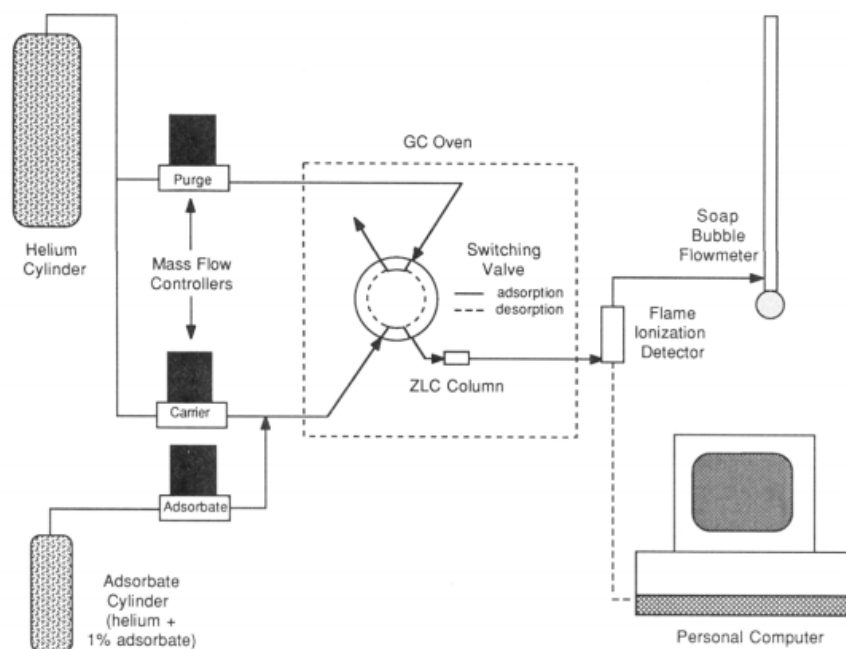 GC Oven
Purge
Helium
Cylinder
Mass Flow
Controllers
Switching
Valve
adsorption
desorption
Soap
Bubble
Flowmeter
Flame
Ionization
Detector
ZLC Column
Carrier
Adsorbate
Adsorbate
Cylinder
(helium +
1% adsorbate)
Personal Computer